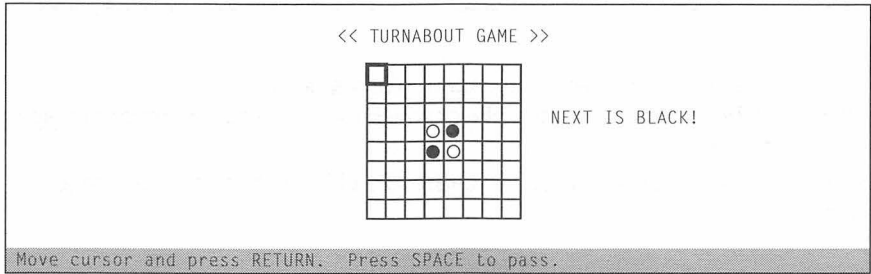 << TURNABOUT GAME >>
NEXT IS BLACK!
Move cursor and press RETURN.  Press SPACE to pass.